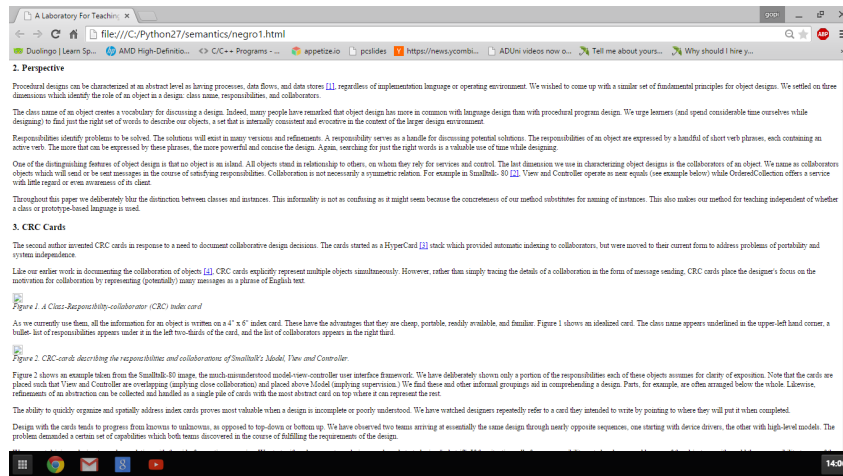 A Laboratory For Teaching
gopi
file:///C:/Python27/semantics/negro1.html
Duolingo | Learn Sp... AMD High-Definitio... C/C++ Programs - ... appetize.io pcslides https://news.ycombi... ADUni videos now o... Tell me about yours... Why should I hire y...
2. Perspective
Procedural designs can be characterized at an abstract level as having processes, data flows, and data stores [1], regardless of implementation language or operating environment. We wished to come up with a similar set of fundamental principles for object designs. We settled on three
dimensions which identify the role of an object in a design: class name, responsibilities, and collaborators.
The class name of an object creates a vocabulary for discussing a design. Indeed, many people have remarked that object design has more in common with language design than with procedural program design. We urge learners (and spend considerable time ourselves while
designing) to find just the right set of words to describe our objects, a set that is internally consistent and evocative in the context of the larger design environment.
Responsibilities identify problems to be solved. The solutions will exist in many versions and refinements. A responsibility serves as a handle for discussing potential solutions. The responsibilities of an object are expressed by a handful of short verb phrases, each containing an
active verb. The more that can be expressed by these phrases, the more powerful and concise the design. Again, searching for just the right words is a valuable use of time while designing.
One of the distinguishing features of object design is that no object is an island. All objects stand in relationship to others, on whom they rely for services and control. The last dimension we use in characterizing object designs is the collaborators of an object. We name as collaborators
objects which will send or be sent messages in the course of satisfying responsibilities. Collaboration is not necessarily a symmetric relation. For example in Smalltalk- 80 [2], View and Controller operate as near equals (see example below) while OrderedCollection offers a service
with little regard or even awareness of its client.
Throughout this paper we deliberately blur the distinction between classes and instances. This informality is not as confusing as it might seem because the concreteness of our method substitutes for naming of instances. This also makes our method for teaching independent of whether
a class or prototype-based language is used.
3. CRC Cards
The second author invented CRC cards in response to a need to document collaborative design decisions. The cards started as a HyperCard [3] stack which provided automatic indexing to collaborators, but were moved to their current form to address problems of portability and
system independence.
Like our earlier work in documenting the collaboration of objects [4], CRC cards explicitly represent multiple objects simultaneously. However, rather than simply tracing the details of a collaboration in the form of message sending, CRC cards place the designer's focus on the
motivation for collaboration by representing (potentially) many messages as a phrase of English text.
Figure 1. A Class-Responsibility-collaborator (CRC) index card
As we currently use them, all the information for an object is written on a 4" x 6" index card. These have the advantages that they are cheap, portable, readily available, and familiar. Figure 1 shows an idealized card. The class name appears underlined in the upper-left hand corner, a
bullet- list of responsibilities appears under it in the left two-thirds of the card, and the list of collaborators appears in the right third.
Figure 2. CRC-cards describing the responsibilities and collaborations of Smalltalk's Model, View and Controller.
Figure 2 shows an example taken from the Smalltalk-80 image, the much-misunderstood model-view-controller user interface framework. We have deliberately shown only a portion of the responsibilities each of these objects assumes for clarity of exposition. Note that the cards are
placed such that View and Controller are overlapping (implying close collaboration) and placed above Model (implying supervision.) We find these and other informal groupings aid in comprehending a design. Parts, for example, are often arranged below the whole. Likewise,
refinements of an abstraction can be collected and handled as a single pile of cards with the most abstract card on top where it can represent the rest.
The ability to quickly organize and spatially address index cards proves most valuable when a design is incomplete or poorly understood. We have watched designers repeatedly refer to a card they intended to write by pointing to where they will put it when completed.
Design with the cards tends to progress from knowns to unknowns, as opposed to top-down or bottom up. We have observed two teams arriving at essentially the same design through nearly opposite sequences, one starting with device drivers, the other with high-level models. The
problem demanded a certain set of capabilities which both teams discovered in the course of fulfilling the requirements of the design.
14:0